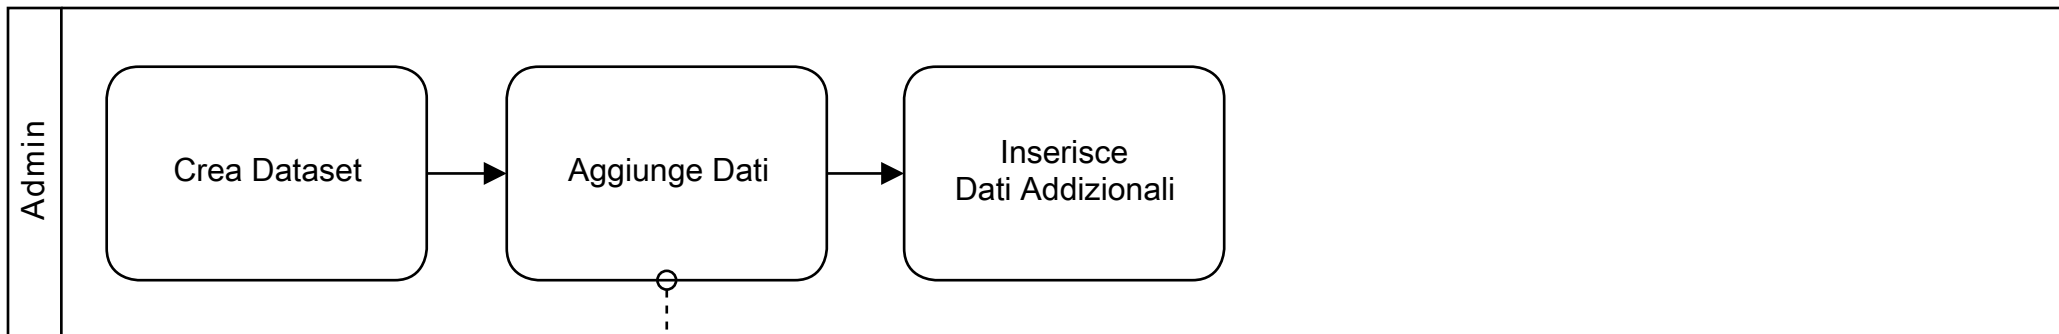 Admin
Crea Dataset
Aggiunge Dati
Inserisce
Dati Addizionali